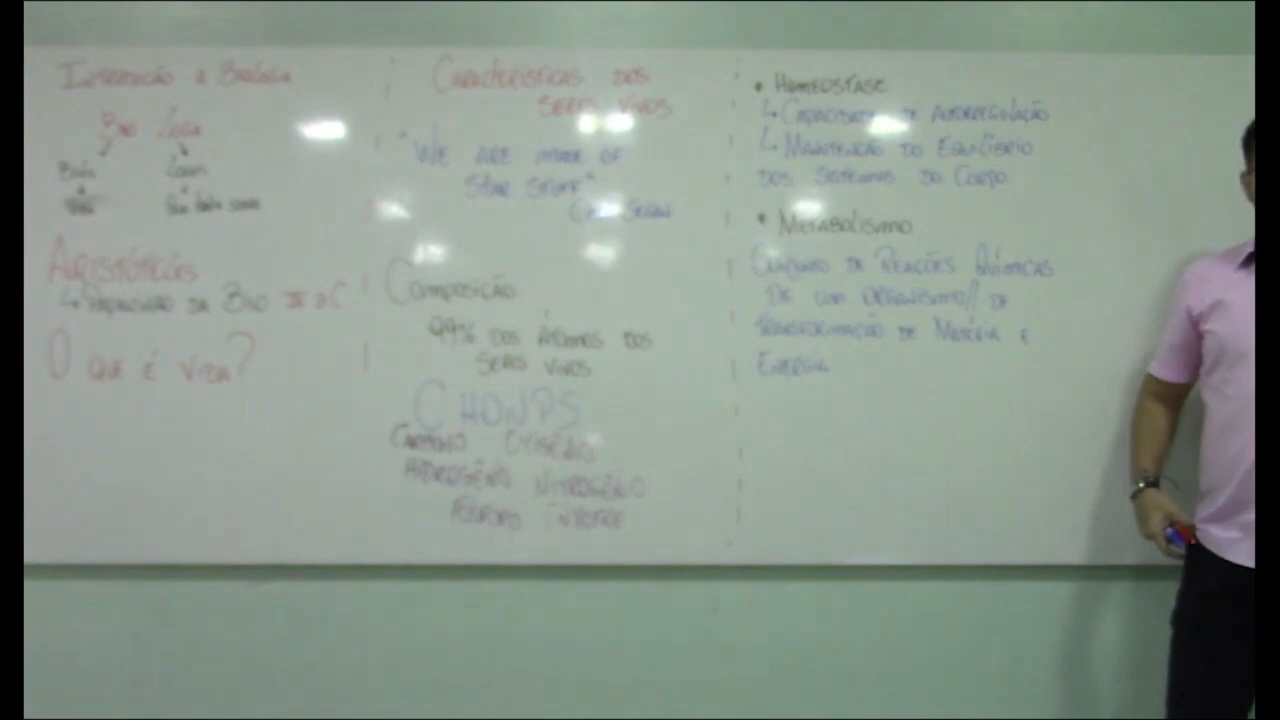 Introdução à Biologia
Bio Logia
Logos
Aristóteles
O que é vida?
Características dos
Seres Vivos
"We are made of
Star Stuff"
Carl Sagan
Composição
99% dos Átomos dos
Seres Vivos
CHONPS
Carbono Oxigênio
Hidrogênio Nitrogênio
Fósforo Enxofre
• Homeostase
↳ Capacidade de Autorregulação
↳ Manutenção do Equilíbrio
dos Sistemas do Corpo
• Metabolismo
Conjunto de Reações Químicas
de um organismo// de
transformação de Matéria e
Energia